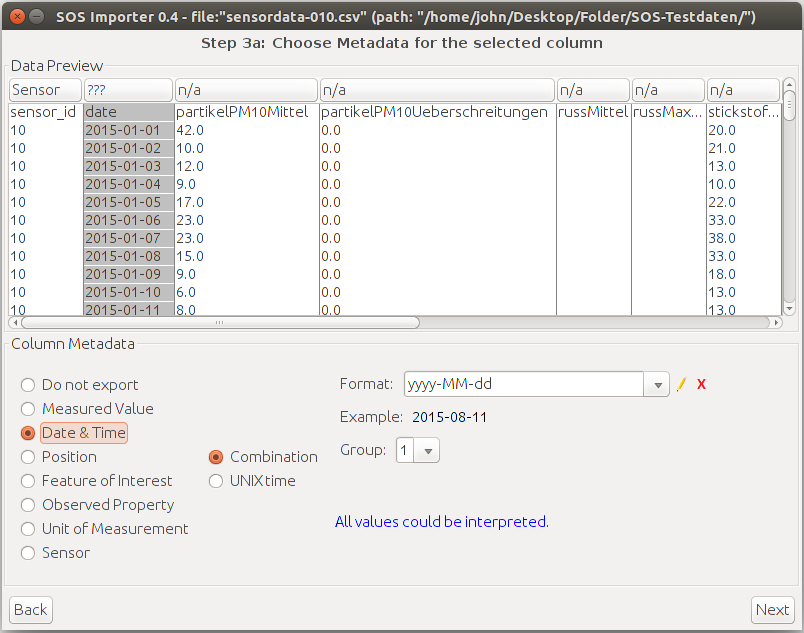 SOS Importer 0.4 - file:"sensordata-010.csv" (path: "/home/john/Desktop/Folder/SOS-Testdaten/")
Step 3a: Choose Metadata for the selected column
Data Preview
Sensor ??? n/a n/a n/a n/a n/a
sensor_id date partikelPM10Mittel partikelPM10Ueberschreitungen russMittel russMax... stickstof...
10 2015-01-01 42.0 0.0 20.0
10 2015-01-02 10.0 0.0 21.0
10 2015-01-03 12.0 0.0 13.0
10 2015-01-04 9.0 0.0 10.0
10 2015-01-05 17.0 0.0 22.0
10 2015-01-06 23.0 0.0 33.0
10 2015-01-07 23.0 0.0 38.0
10 2015-01-08 15.0 0.0 33.0
10 2015-01-09 9.0 0.0 18.0
10 2015-01-10 6.0 0.0 13.0
10 2015-01-11 8.0 0.0 13.0
Column Metadata
Do not export
Measured Value
Date & Time
Position
Feature of Interest
Observed Property
Unit of Measurement
Sensor
Combination
UNIXtime
Format: yyyy-MM-dd X
Example: 2015-08-11
Group: 1
All values could be interpreted.
Back Next